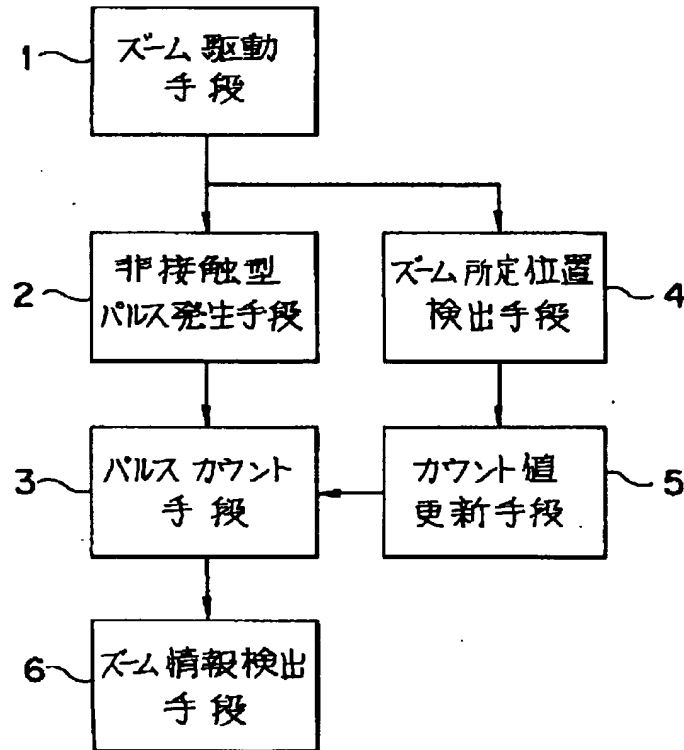 1
ズーム駆動
手段
2
非接触型
パルス発生手段
ズーム所定位置
検出手段
4
3
パルスカウント
手段
カウント値
更新手段
5
6
ズーム情報検出
手段